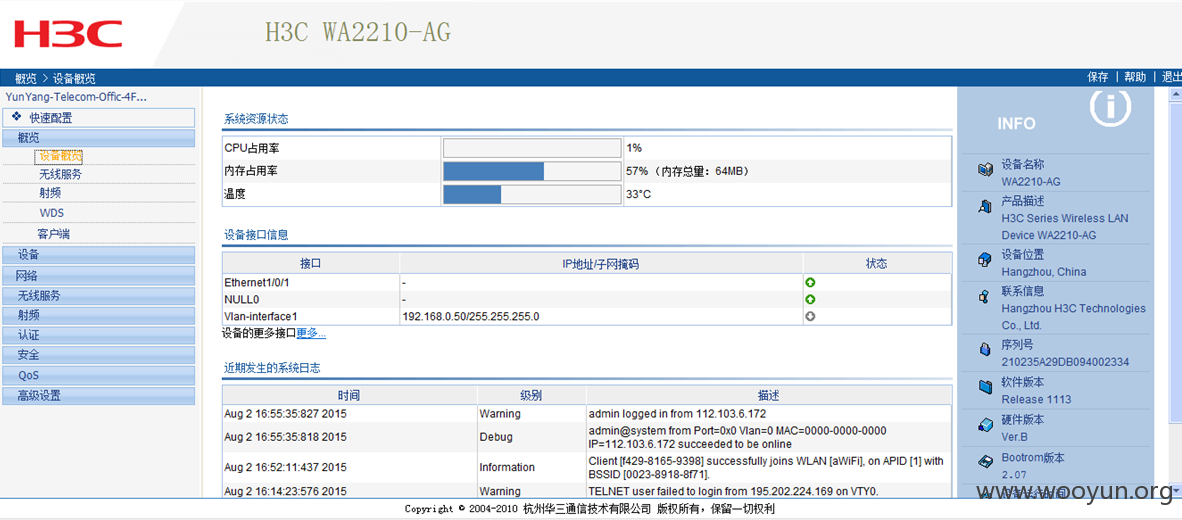 H3C
H3C WA2210-AG
概览 > 设备概览
保存 | 帮助 | 退出
YunYang-Telecom-Offic-4F...
快速配置
概览
设备概览
无线服务
射频
WDS
客户端
设备
网络
无线服务
射频
认证
安全
QoS
高级设置
系统资源状态
CPU占用率 1%
内存占用率 57% (内存总量: 64MB)
温度 33°C
设备接口信息
接口 IP地址/子网掩码 状态
Ethernet1/0/1 -
NULL0 -
Vlan-interface1 192.168.0.50/255.255.255.0
设备的更多接口更多...
近期发生的系统日志
时间 级别 描述
Aug 2 16:55:35:827 2015 Warning admin logged in from 112.103.6.172
Aug 2 16:55:35:818 2015 Debug admin@system from Port=0x0 Vlan=0 MAC=0000-0000-0000
IP=112.103.6.172 succeeded to be online
Aug 2 16:52:11:437 2015 Information Client [f429-8165-9398] successfully joins WLAN [aWiFi], on APID [1] with
BSSID [0023-8918-8f71].
Aug 2 16:14:23:576 2015 Warning TELNET user failed to login from 195.202.224.169 on VTY0.
INFO
设备名称
WA2210-AG
产品描述
H3C Series Wireless LAN
Device WA2210-AG
设备位置
Hangzhou, China
联系信息
Hangzhou H3C Technologies
Co., Ltd.
序列号
210235A29DB094002334
软件版本
Release 1113
硬件版本
Ver.B
Bootrom版本
2.07
www.wooyun.org
Copyright © 2004-2010 杭州华三通信技术有限公司 版权所有，保留一切权利